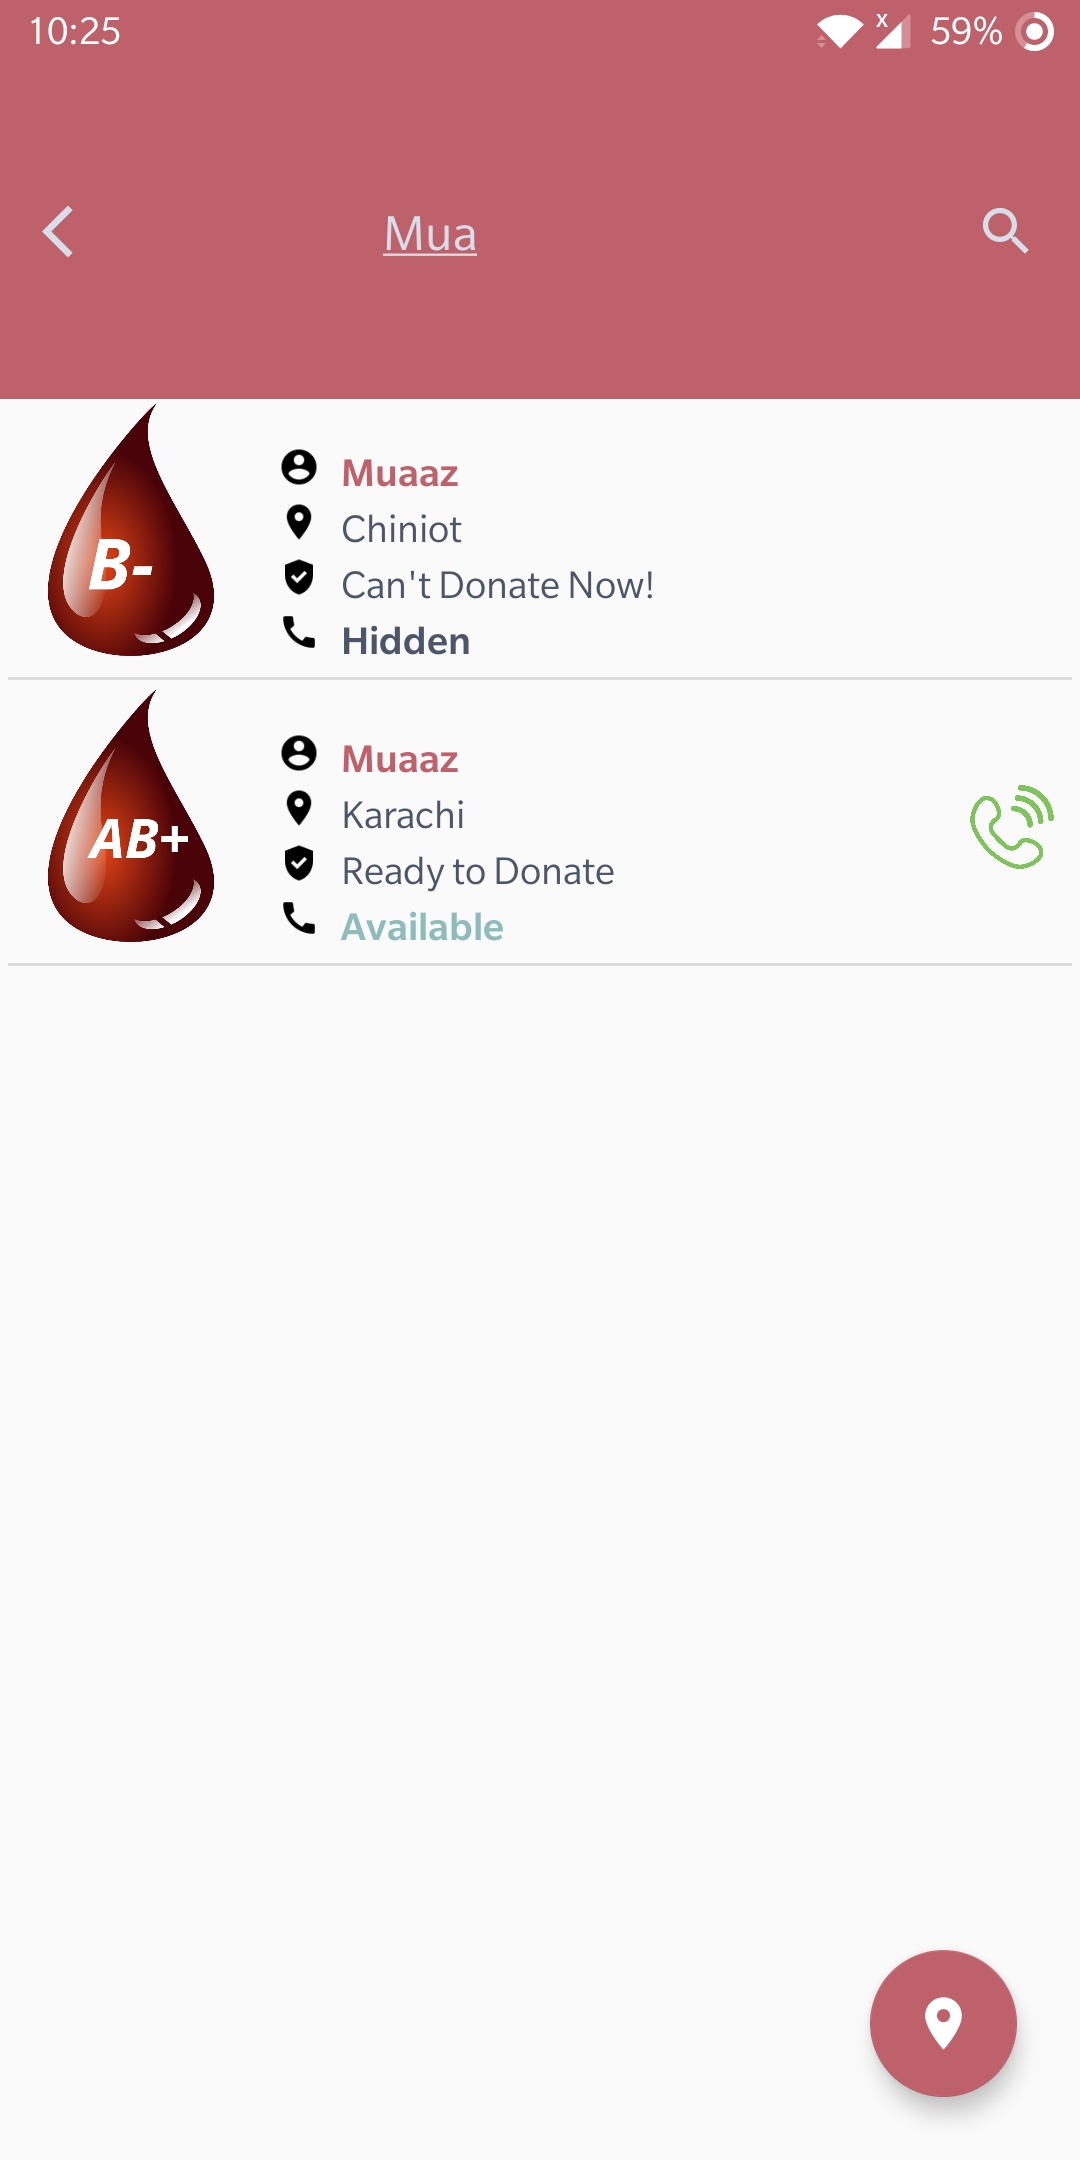 10:25
x
59%
Mua
B-
Muaaz
Chiniot
Can't Donate Now!
Hidden
AB+
Muaaz
Karachi
Ready to Donate
Available